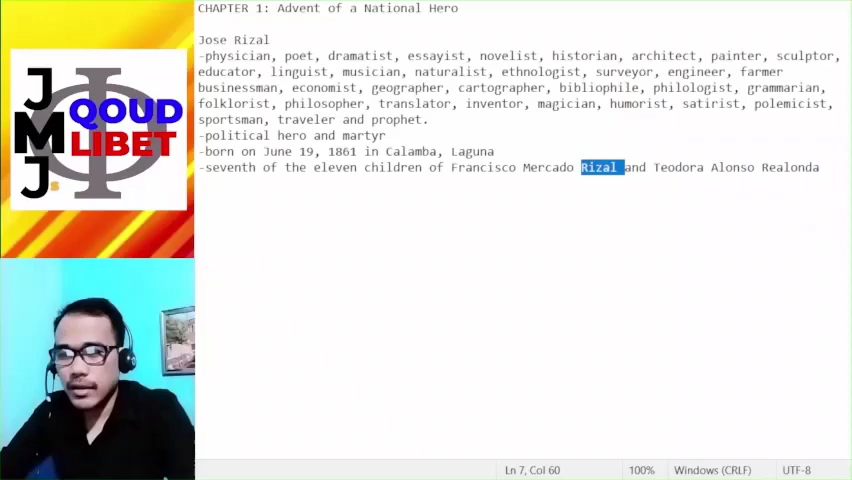 CHAPTER 1: Advent of a National Hero
Jose Rizal
-physician, poet, dramatist, essayist, novelist, historian, architect, painter, sculptor,
educator, linguist, musician, naturalist, ethnologist, surveyor, engineer, farmer
businessman, economist, geographer, cartographer, bibliophile, philologist, grammarian,
folklorist, philosopher, translator, inventor, magician, humorist, satirist, polemicist,
sportsman, traveler and prophet.
-political hero and martyr
-born on June 19, 1861 in Calamba, Laguna
-seventh of the eleven children of Francisco Mercado Rizal and Teodora Alonso Realonda
JMJ
QOUD
LIBET
s
Ln 7, Col 60
100%
Windows (CRLF)
UTF-8